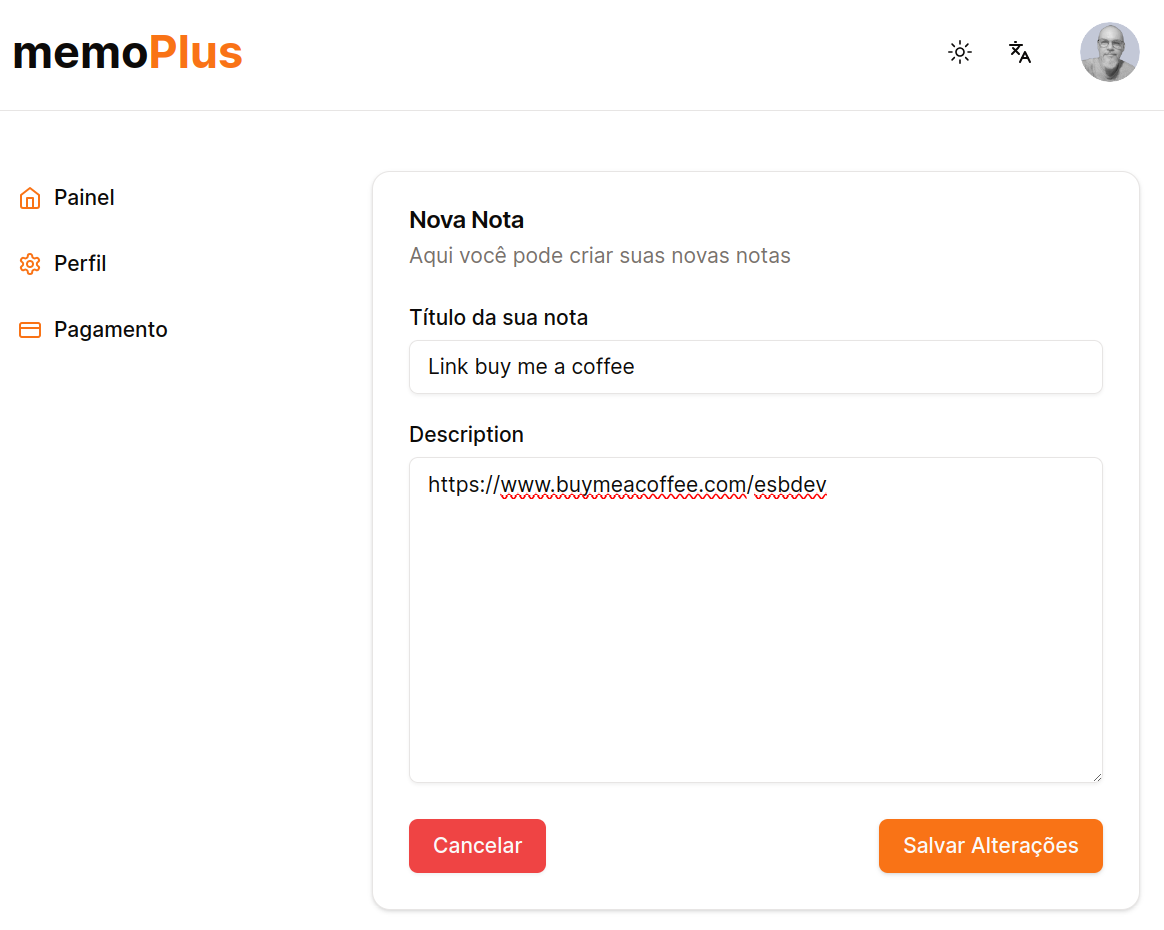 memoPlus
Painel
Perfil
Pagamento
Nova Nota
Aqui você pode criar suas novas notas
Título da sua nota
Link buy me a coffee
Description
https://www.buymeacoffee.com/esbdev
Cancelar
Salvar Alterações